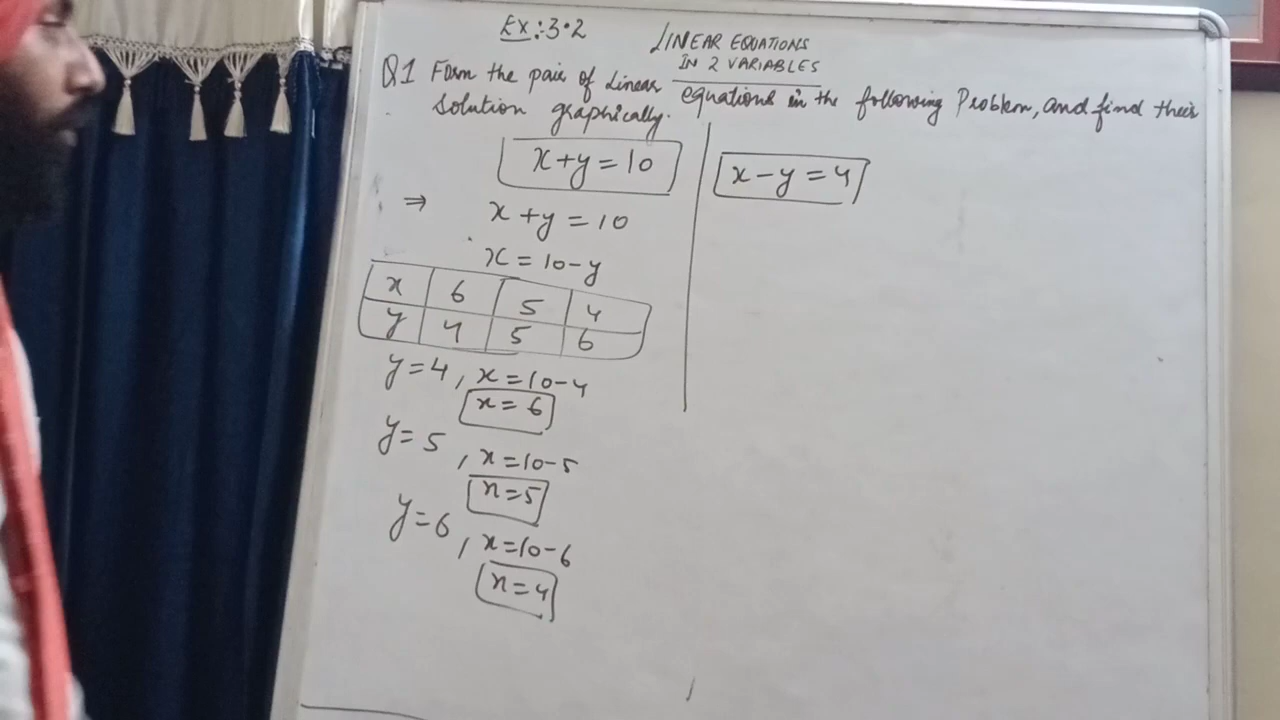 Ex:3.2
LINEAR EQUATIONS
IN 2 VARIABLES
Q1 Form the pair of Linear equations in the following Problem, and find their
Solution graphically.
x+y=10
⇒ x+y=10
x=10-y
x 6 5 4
y 4 5 6
y=4, x=10-4
x=6
y=5, x=10-5
x=5
y=6, x=10-6
x=4
x-y=4